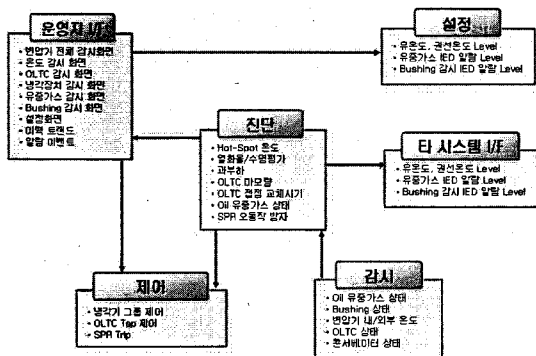 운영자 I/F
• 변압기 전체 감시화면
• 온도 감시 화면
• OLTC 감시 화면
• 냉각장치 감시 화면
• 유중가스 감시 화면
• Bushing 감시 화면
• 설정화면
• 이력 트랜드
• 알람 이벤트
설정
• 유온도, 권선온도 Level
• 유중가스 IED 알람 Level
• Bushing 감시 IED 알람 Level
진단
• Hot-Spot 온도
• 열화율/수명평가
• 과부하
• OLTC 마모량
• OLTC 접점 교체시기
• Oil 유중가스 상태
• SPR 오동작 방지
타 시스템 I/F
• 유온도, 권선온도 Level
• 유중가스 IED 알람 Level
• Bushing 감시 IED 알람 Level
제어
• 냉각기 그룹 제어
• OLTC Tap 제어
• SPR Trip
감시
• Oil 유중가스 상태
• Bushing 상태
• 변압기 내/외부 온도
• OLTC 상태
• 콘서베이터 상태